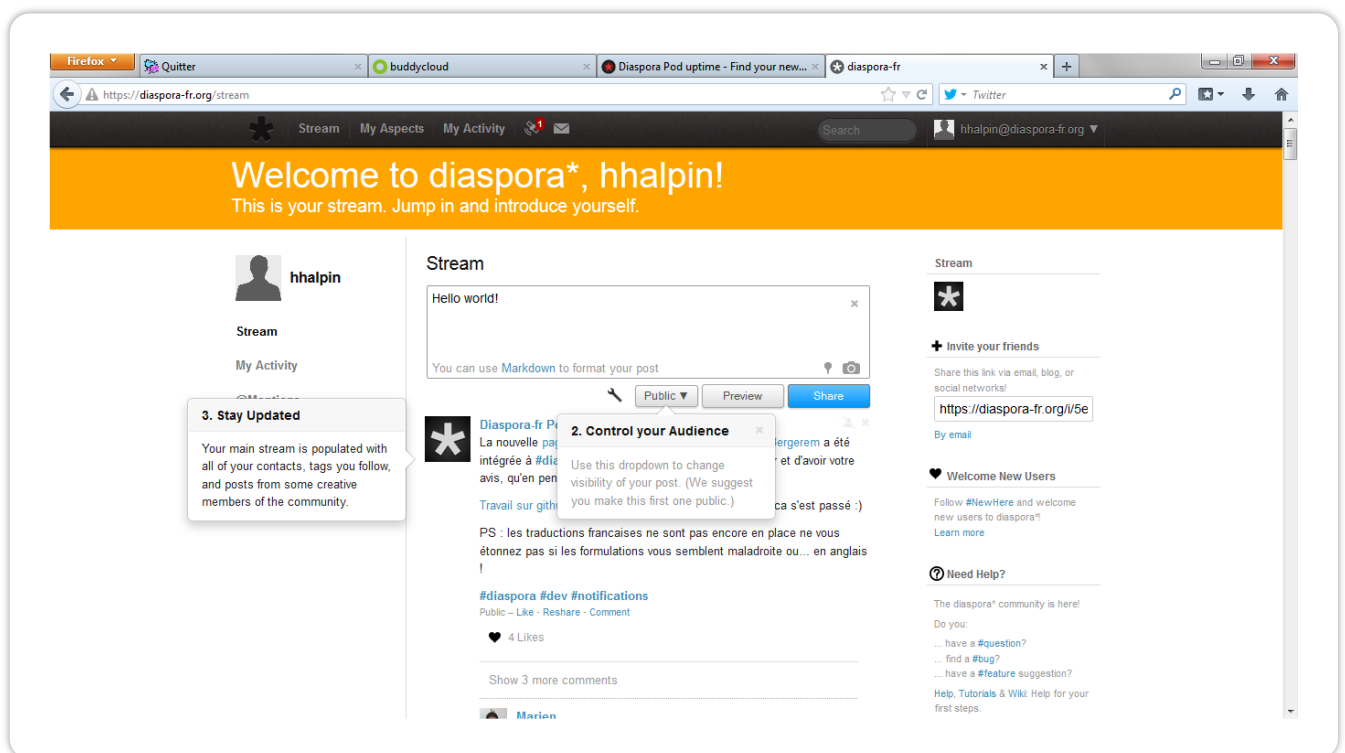 Firefox
Quitter
buddycloud
Diaspora Pod uptime - Find your new...
diaspora-fr
https://diaspora-fr.org/stream
Twitter
Stream
My Aspects
My Activity
1
Search
hhalpin@diaspora-fr.org ▼
Welcome to diaspora*, hhalpin!
This is your stream. Jump in and introduce yourself.
hhalpin
Stream
My Activity
@Mentions
3. Stay Updated
Your main stream is populated with
all of your contacts, tags you follow,
and posts from some creative
members of the community.
Stream
Hello world!
You can use Markdown to format your post
Public ▼
Preview
Share
2. Control your Audience
Use this dropdown to change
visibility of your post. (We suggest
you make this first one public.)
Diaspora-fr
La nouvelle a été
intégrée à et d'avoir votre
avis, qu'en
Travail sur ca s'est passé :)
PS : les traductions francaises ne sont pas encore en place ne vous
étonnez pas si les formulations vous semblent maladroite ou… en anglais
!
#diaspora #dev #notifications
Public – Like - Reshare - Comment
4 Likes
Show 3 more comments
Marien
Stream
Invite your friends
Share this link via email, blog, or
social networks!
https://diaspora-fr.org/i/5e
By email
Welcome New Users
Follow #NewHere and welcome
new users to diaspora*!
Learn more
Need Help?
The diaspora* community is here!
Do you:
... have a #question?
... find a #bug?
... have a #feature suggestion?
Help, Tutorials & Wiki: Help for your
first steps.